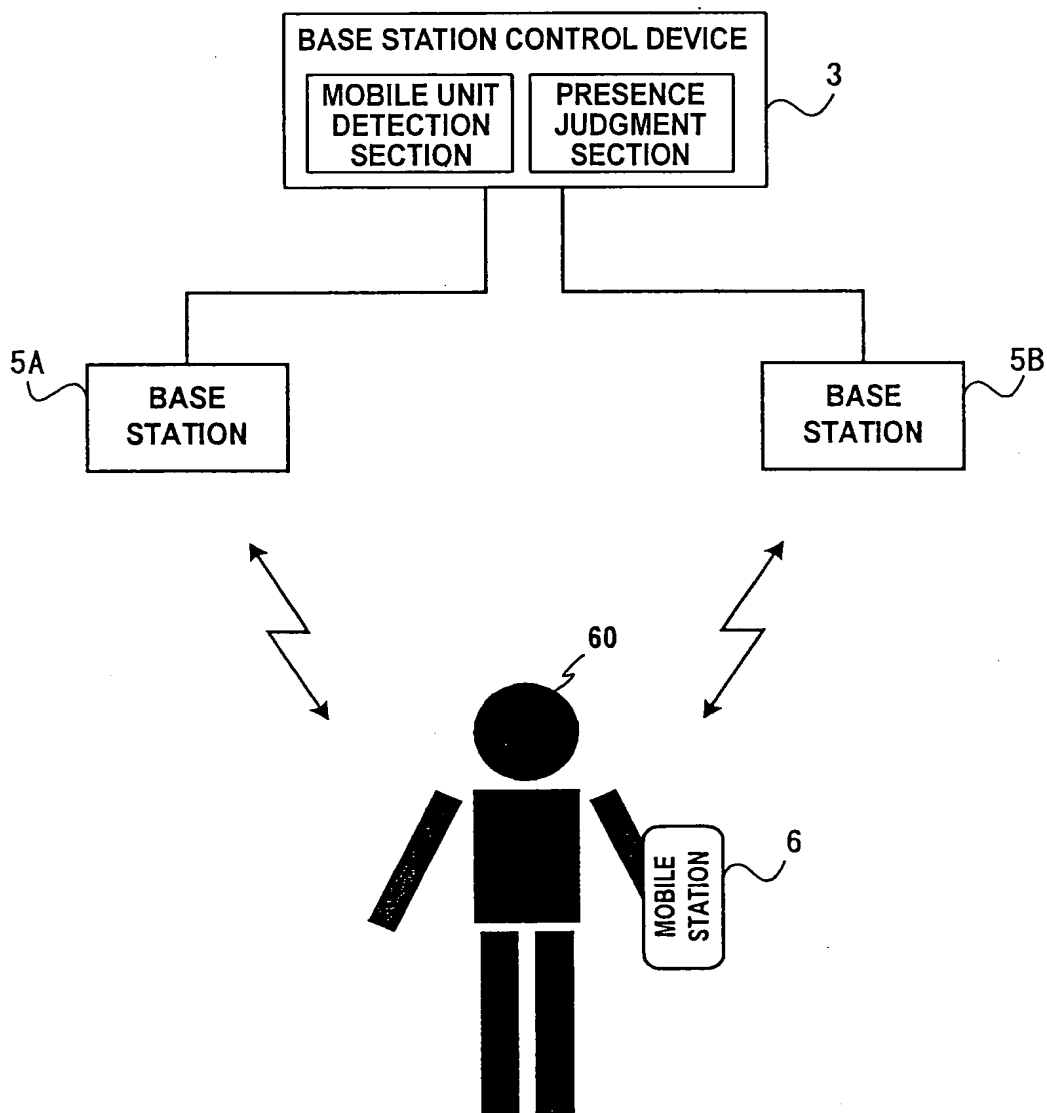 BASE STATION CONTROL DEVICE
MOBILE UNIT
DETECTION
SECTION
PRESENCE
JUDGMENT
SECTION
3
5A
BASE
STATION
5B
BASE
STATION
60
6
MOBILE
STATION